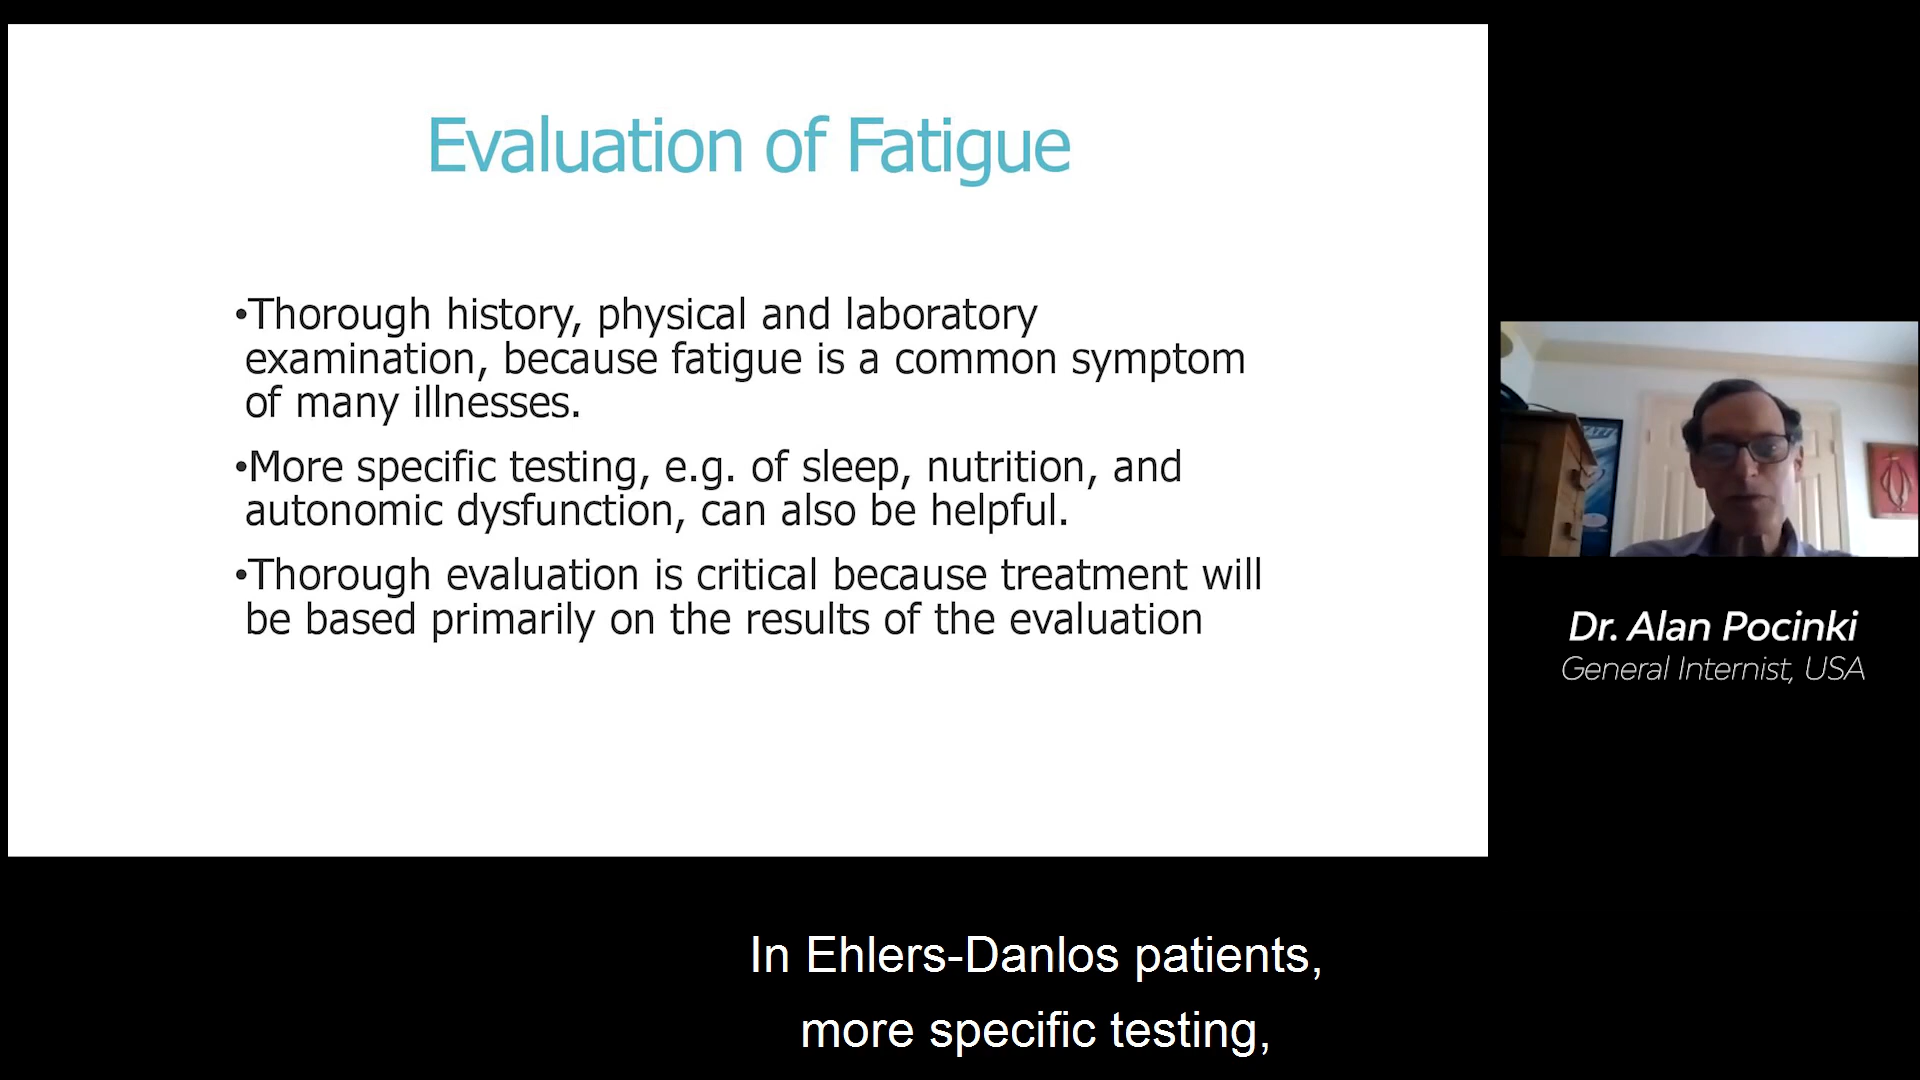 Evaluation of Fatigue
•Thorough history, physical and laboratory
examination, because fatigue is a common symptom
of many illnesses.
•More specific testing, e.g. of sleep, nutrition, and
autonomic dysfunction, can also be helpful.
•Thorough evaluation is critical because treatment will
be based primarily on the results of the evaluation
Dr. Alan Pocinki
General Internist, USA
In Ehlers-Danlos patients,
more specific testing,